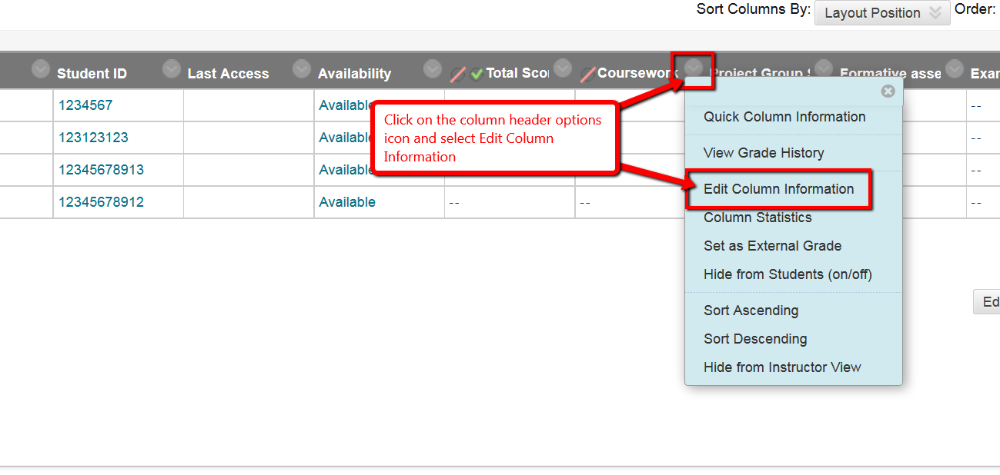 Sort Columns By: Layout Position Order:
Student ID Last Access Availability Total Scor Coursework Project Group Formative asse Exar
1234567 Available --
123123123 Available --
12345678913 Available --
12345678912 Available -- -- --
Click on the column header options
icon and select Edit Column
Information
Quick Column Information
View Grade History
Edit Column Information
Column Statistics
Set as External Grade
Hide from Students (on/off)
Sort Ascending
Sort Descending
Hide from Instructor View
Ed